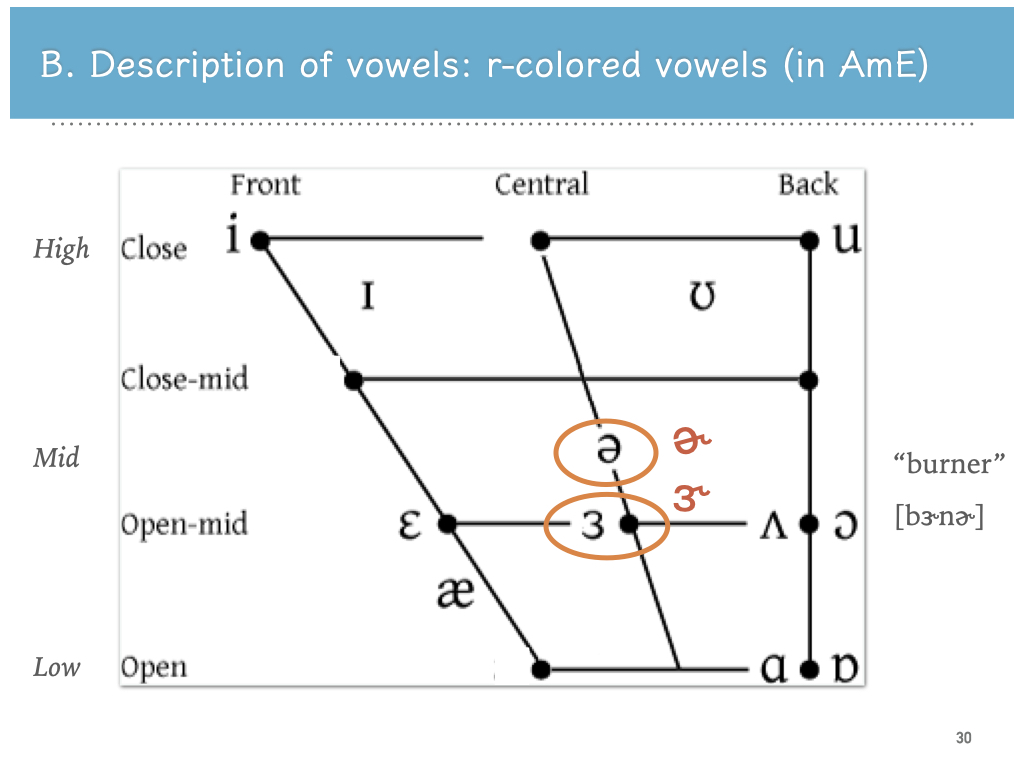 B. Description of vowels: r-colored vowels (in AmE)
Front Central Back
High Close i u
ɪ ʊ
Close-mid
ə ɚ
Mid
“burner”
ɝ
Open-mid ɛ ɜ ʌ ɔ
[bɝnɚ]
æ
Low Open ɑ ɒ
30